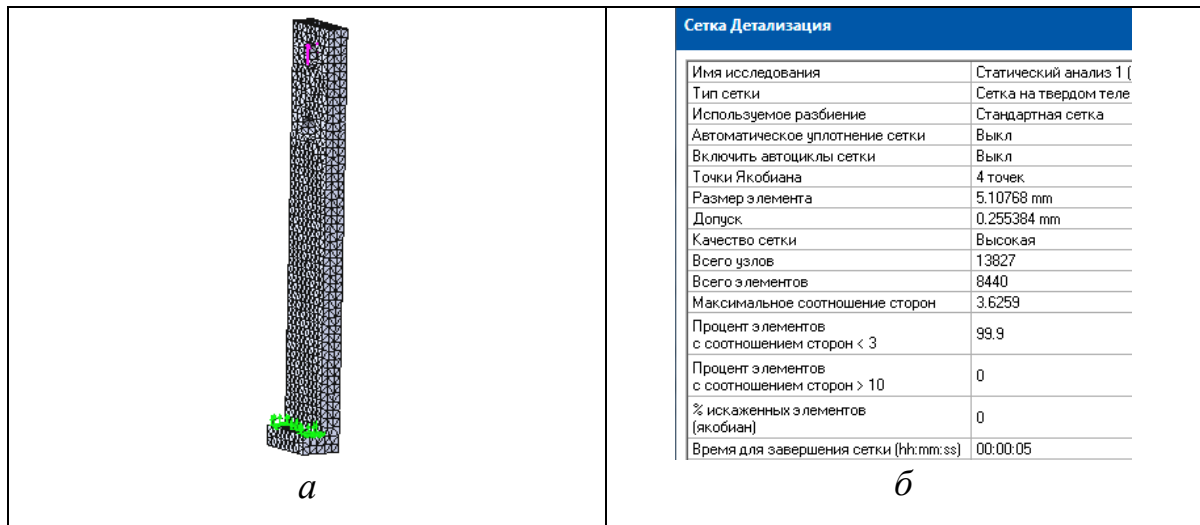 Сетка Детализация
Имя исследования Статический анализ 1 (
Тип сетки Сетка на твердом теле
Используемое разбиение Стандартная сетка
Автоматическое уплотнение сетки Выкл
Включить автоциклы сетки Выкл
Точки Якобиана 4 точек
Размер элемента 5.10768 mm
Допуск 0.255384 mm
Качество сетки Высокая
Всего узлов 13827
Всего элементов 8440
Максимальное соотношение сторон 3.6259
Процент элементов
с соотношением сторон < 3 99.9
Процент элементов
с соотношением сторон > 10 0
% искаженных элементов
(якобиан) 0
Время для завершения сетки (hh:mm:ss) 00:00:05
а
б